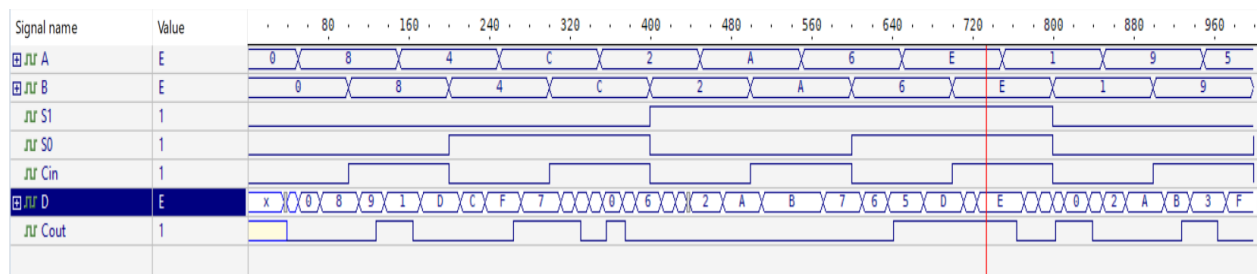 Signal name Value 80 160 240 320 400 480 560 640 720 800 880 960
A E 0 8 4 C 2 A 6 E 1 9 5
B E 0 8 4 C 2 A 6 E 1 9
S1 1
S0 1
Cin 1
D E x 0 8 9 1 D C F 7 0 6 2 A B 7 6 5 D E 0 2 A B 3 F
Cout 1